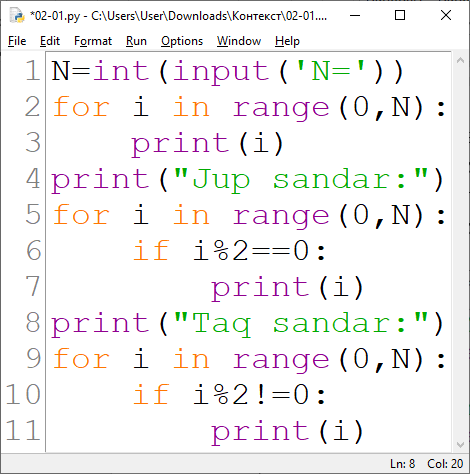 *02-01.py - C:\Users\User\Downloads\Контекст\02-01....
File Edit Format Run Options Window Help
1 N=int(input('N='))
2 for i in range(0,N):
3     print(i)
4 print("Jup sandar:")
5 for i in range(0,N):
6     if i%2==0:
7         print(i)
8 print("Taq sandar:")
9 for i in range(0,N):
10     if i%2!=0:
11         print(i)
Ln: 8 Col: 20